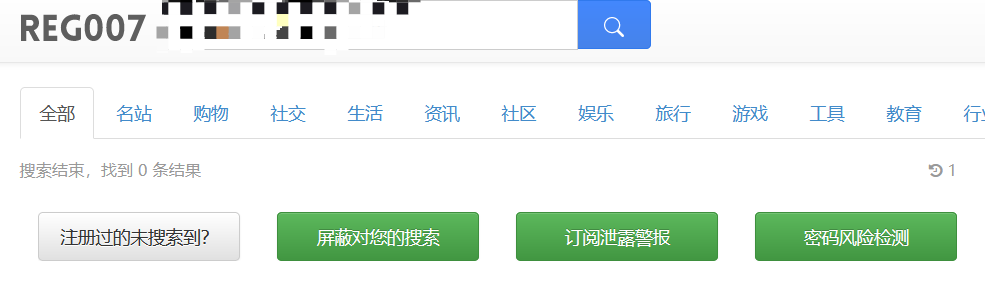 REG007
全部 名站 购物 社交 生活 资讯 社区 娱乐 旅行 游戏 工具 教育
搜索结束，找到 0 条结果 1
注册过的未搜索到？ 屏蔽对您的搜索 订阅泄露警报 密码风险检测